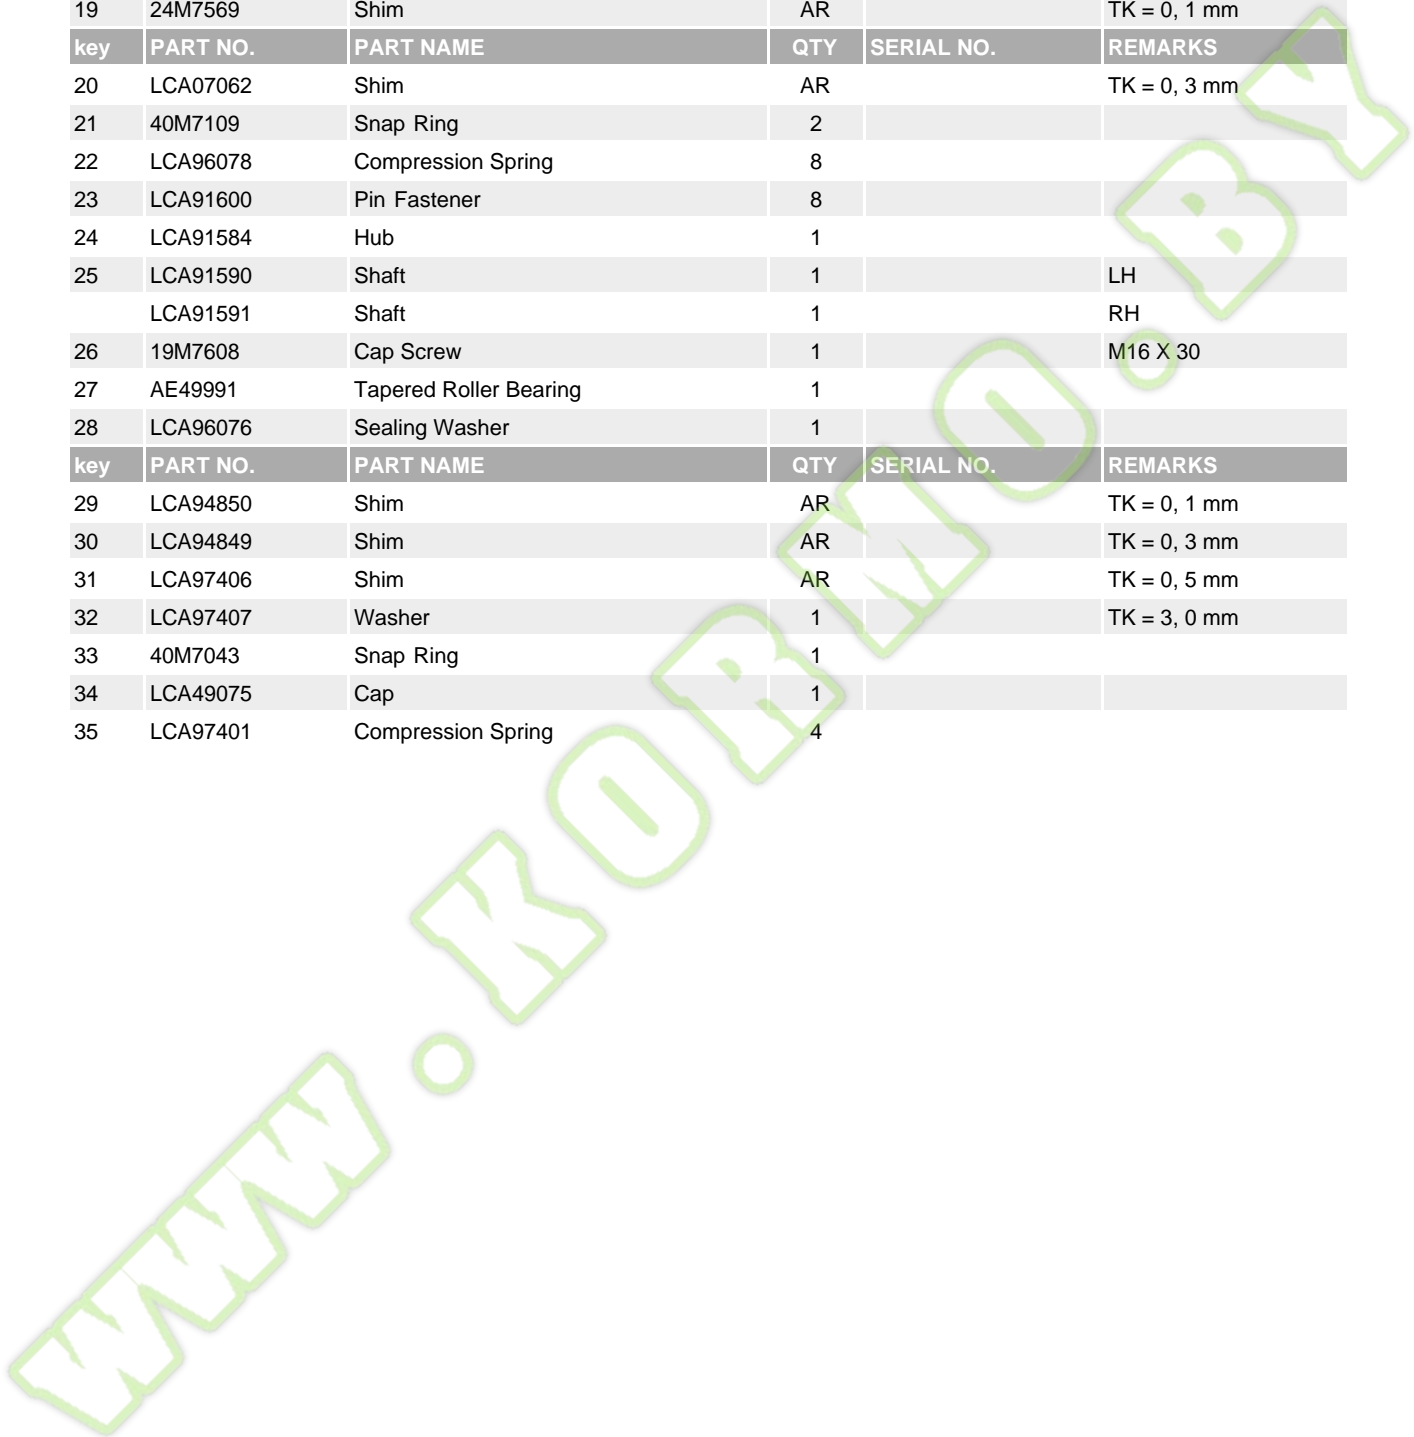 19 24M7569 Shim AR TK = 0, 1 mm
key PART NO. PART NAME QTY SERIAL NO. REMARKS
20 LCA07062 Shim AR TK = 0, 3 mm
21 40M7109 Snap Ring 2
22 LCA96078 Compression Spring 8
23 LCA91600 Pin Fastener 8
24 LCA91584 Hub 1
25 LCA91590 Shaft 1 LH
LCA91591 Shaft 1 RH
26 19M7608 Cap Screw 1 M16 X 30
27 AE49991 Tapered Roller Bearing 1
28 LCA96076 Sealing Washer 1
key PART NO. PART NAME QTY SERIAL NO. REMARKS
29 LCA94850 Shim AR TK = 0, 1 mm
30 LCA94849 Shim AR TK = 0, 3 mm
31 LCA97406 Shim AR TK = 0, 5 mm
32 LCA97407 Washer 1 TK = 3, 0 mm
33 40M7043 Snap Ring 1
34 LCA49075 Cap 1
35 LCA97401 Compression Spring 4
WWW.KORMO.BY